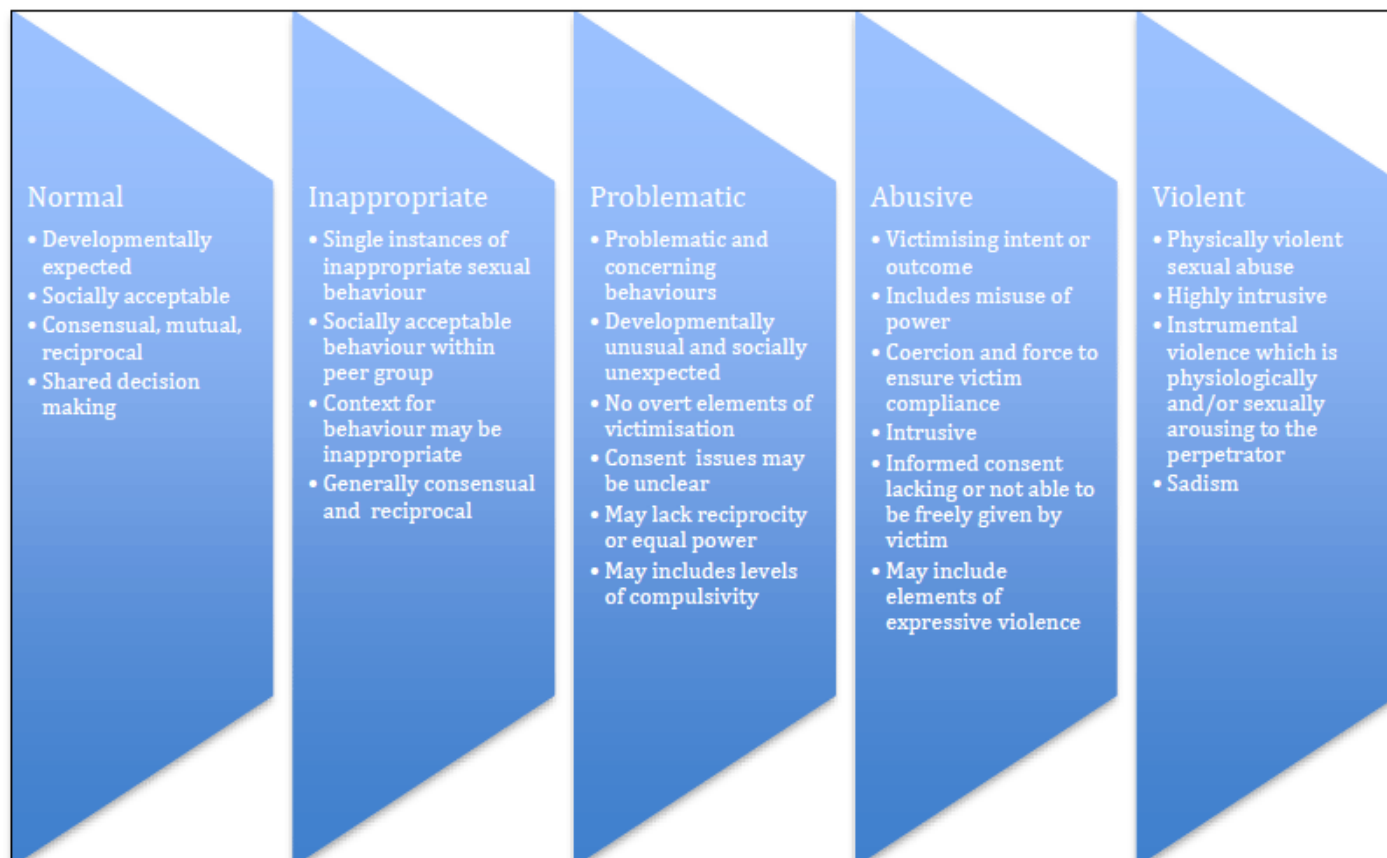 Normal
• Developmentally
expected
• Socially acceptable
• Consensual, mutual,
reciprocal
• Shared decision
making
Inappropriate
• Single instances of
inappropriate sexual
behaviour
• Socially acceptable
behaviour within
peer group
• Context for
behaviour may be
inappropriate
• Generally consensual
and reciprocal
Problematic
• Problematic and
concerning
behaviours
• Developmentally
unusual and socially
unexpected
• No overt elements of
victimisation
• Consent issues may
be unclear
• May lack reciprocity
or equal power
• May includes levels
of compulsivity
Abusive
• Victimising intent or
outcome
• Includes misuse of
power
• Coercion and force to
ensure victim
compliance
• Intrusive
• Informed consent
lacking or not able to
be freely given by
victim
• May include
elements of
expressive violence
Violent
• Physically violent
sexual abuse
• Highly intrusive
• Instrumental
violence which is
physiologically
and/or sexually
arousing to the
perpetrator
• Sadism